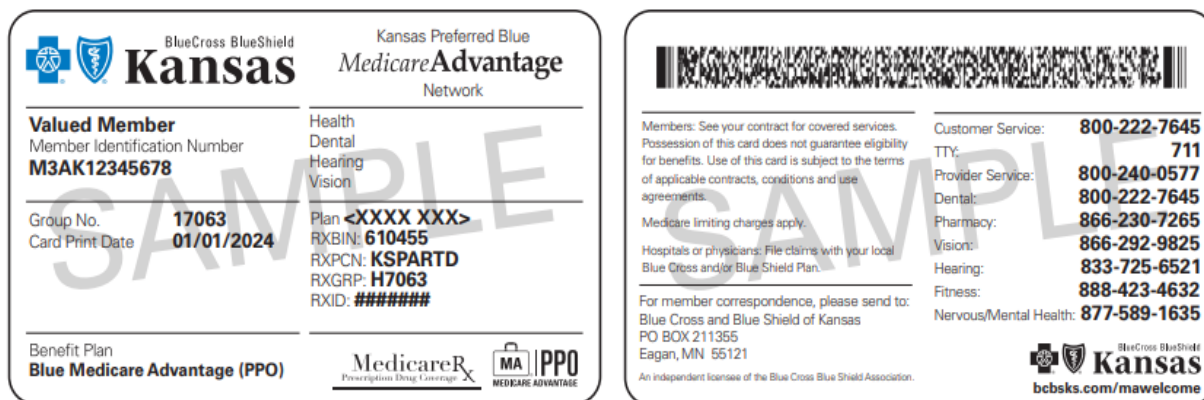 BlueCross BlueShield
Kansas
Kansas Preferred Blue
MedicareAdvantage
Network
Valued Member
Member Identification Number
M3AK12345678
Health
Dental
Hearing
Vision
Group No. 17063
Card Print Date 01/01/2024
Plan <XXXX XXX>
RXBIN: 610455
RXPCN: KSPARTD
RXGRP: H7063
RXID: #######
SAMPLE
Benefit Plan
Blue Medicare Advantage (PPO)
MedicareRx
Prescription Drug Coverage
MA PPO
MEDICARE ADVANTAGE
Members: See your contract for covered services.
Possession of this card does not guarantee eligibility
for benefits. Use of this card is subject to the terms
of applicable contracts, conditions and use
agreements.
Medicare limiting charges apply.
Hospitals or physicians: File claims with your local
Blue Cross and/or Blue Shield Plan.
For member correspondence, please send to:
Blue Cross and Blue Shield of Kansas
PO BOX 211355
Eagan, MN 55121
An independent licensee of the Blue Cross Blue Shield Association.
Customer Service: 800-222-7645
TTY: 711
Provider Service: 800-240-0577
Dental: 800-222-7645
Pharmacy: 866-230-7265
Vision: 866-292-9825
Hearing: 833-725-6521
Fitness: 888-423-4632
Nervous/Mental Health: 877-589-1635
SAMPLE
BlueCross BlueShield
Kansas
bcbsks.com/mawelcome